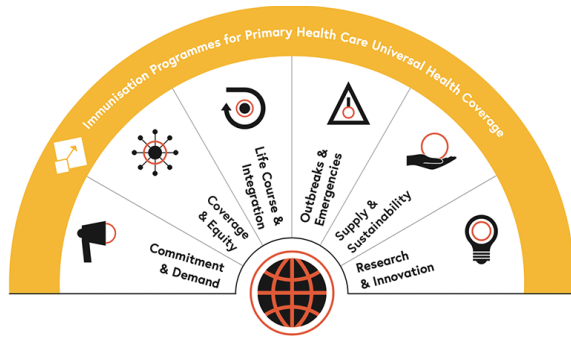 Immunisation Programmes for Primary Health Care Universal Health Coverage
Commitment
& Demand
Coverage
& Equity
Life Course &
Integration
Outbreaks &
Emergencies
Supply &
Sustainability
Research
& Innovation